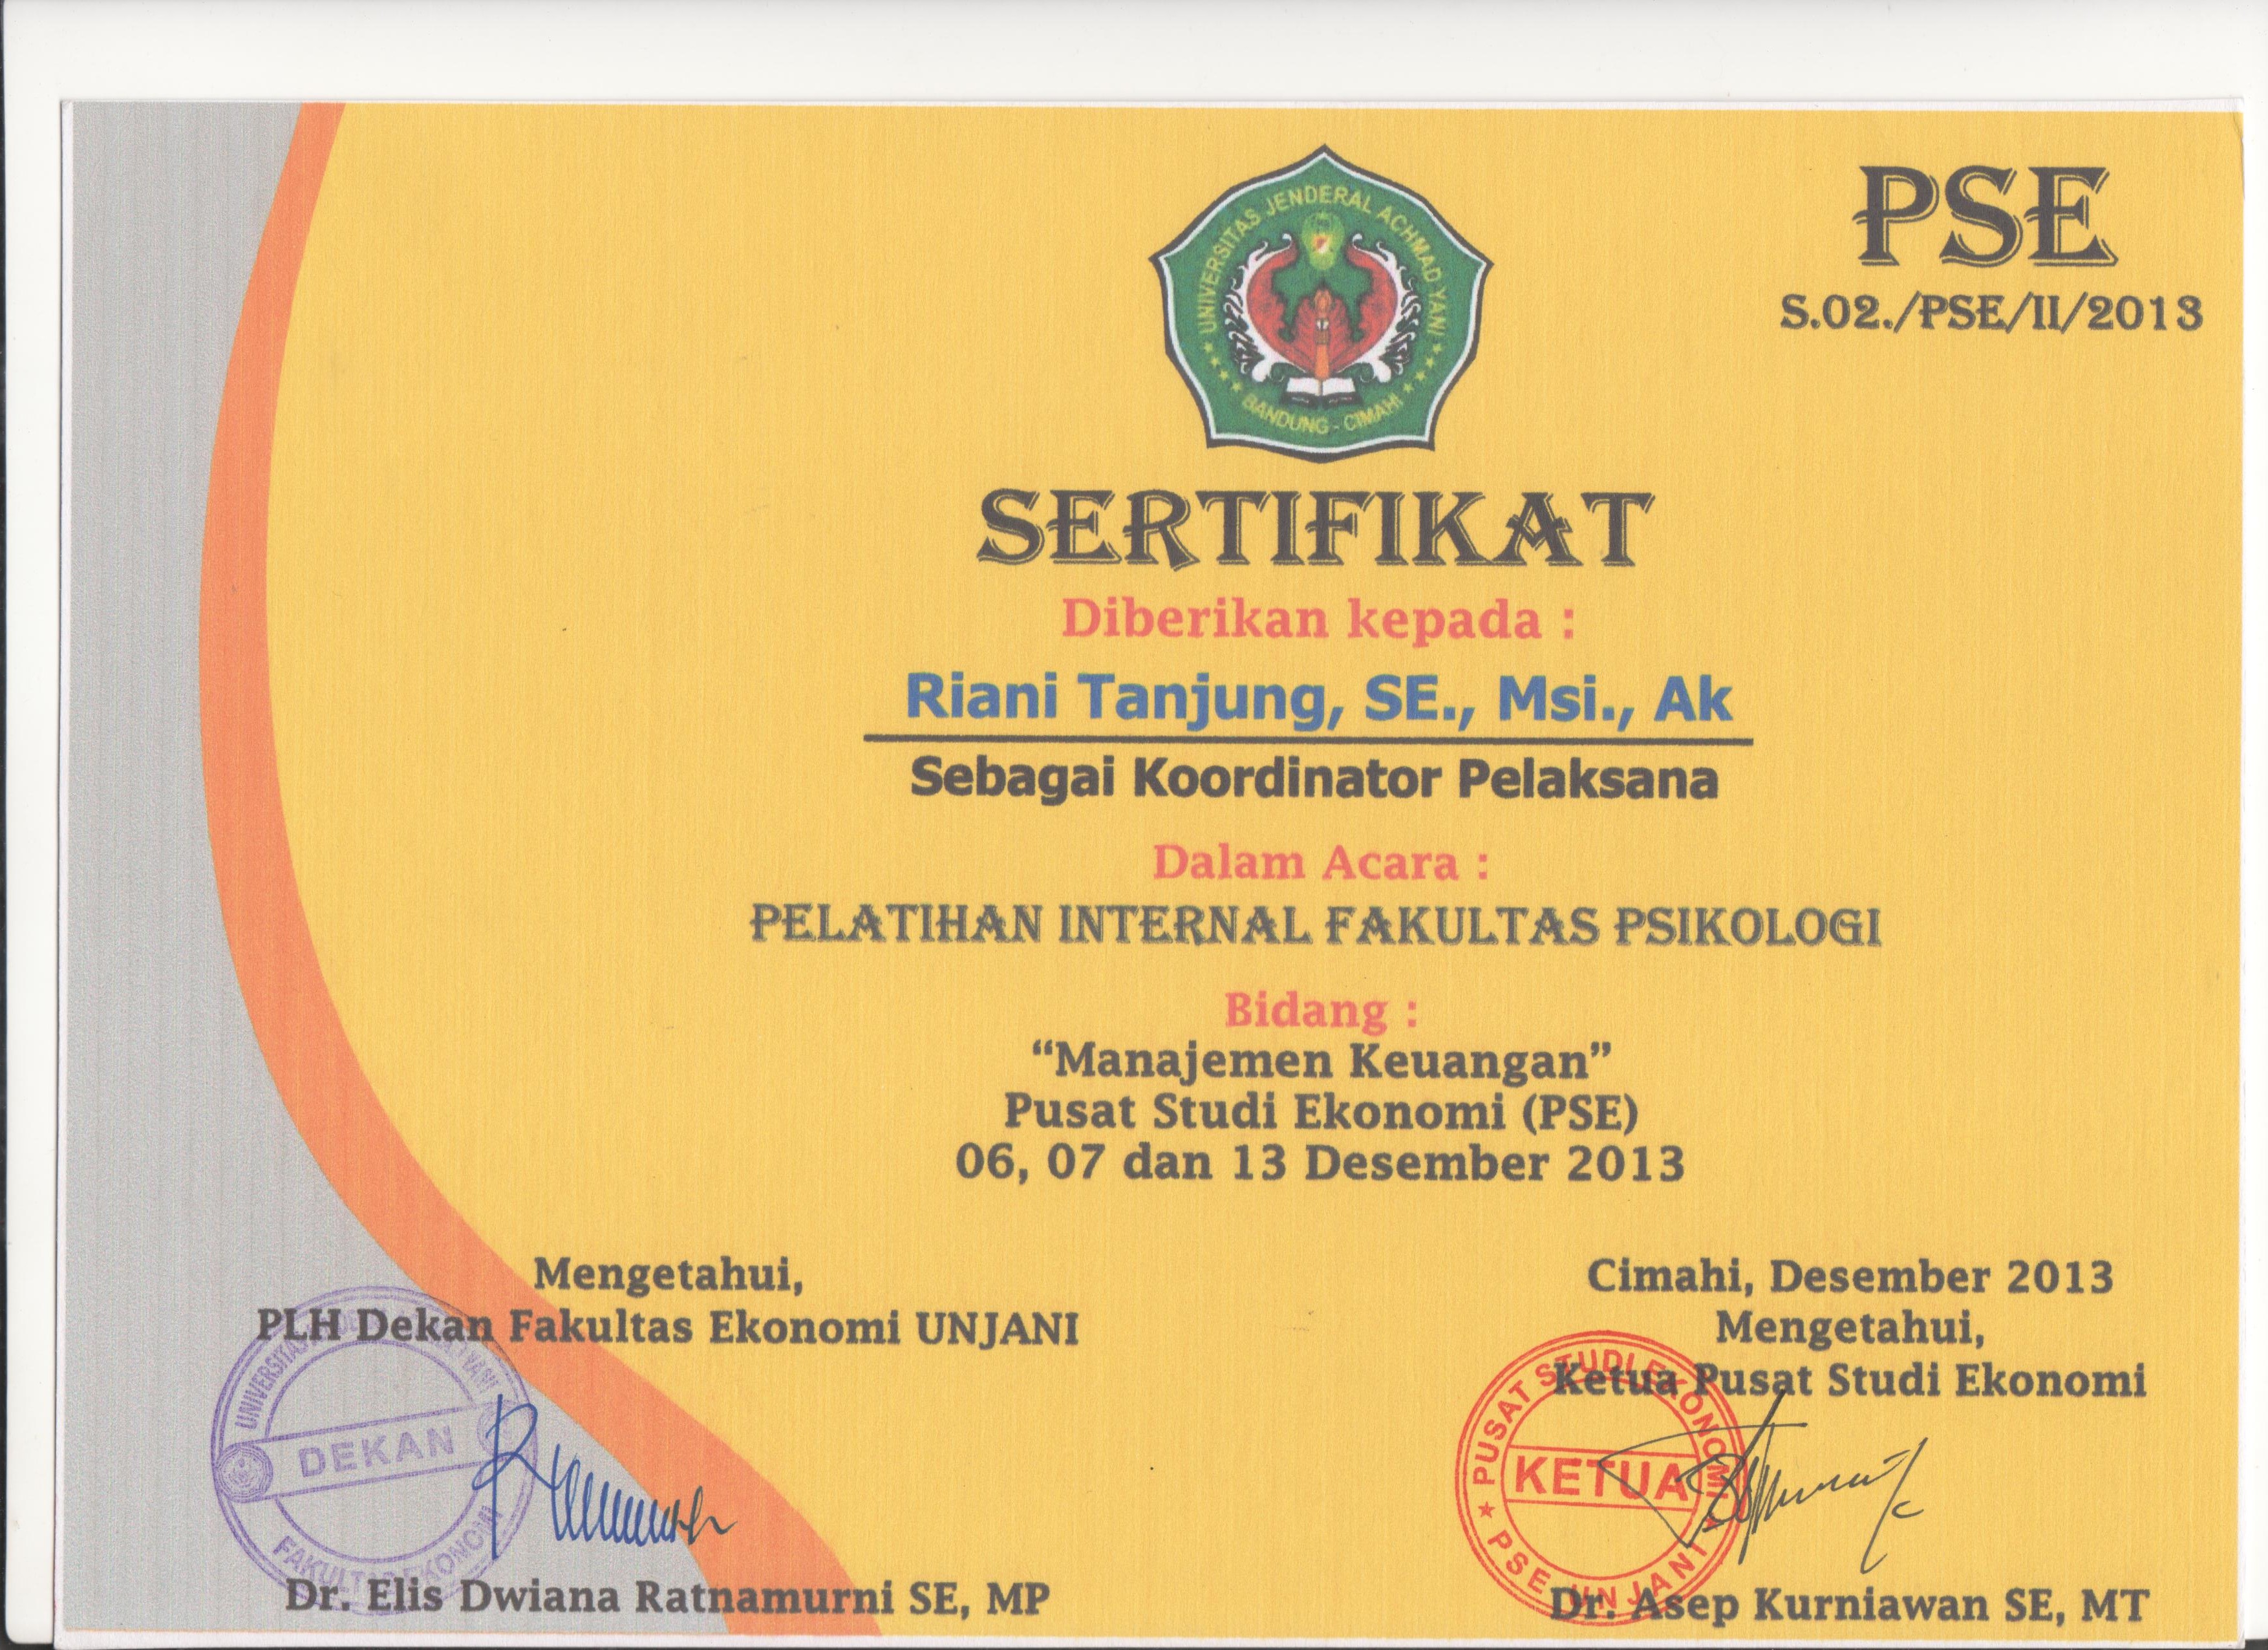 UNIVERSITAS JENDERAL ACHMAD YANI
BANDUNG - CIMAHI
PSE
S.02./PSE/II/2013
SERTIFIKAT
Diberikan kepada :
Riani Tanjung, SE., Msi., Ak
Sebagai Koordinator Pelaksana
Dalam Acara :
PELATIHAN INTERNAL FAKULTAS PSIKOLOGI
Bidang :
“Manajemen Keuangan”
Pusat Studi Ekonomi (PSE)
06, 07 dan 13 Desember 2013
Mengetahui,
PLH Dekan Fakultas Ekonomi UNJANI
UNIVERSITAS YANI
DEKAN
FAKULTAS EKONOMI
Dr. Elis Dwiana Ratnamurni SE, MP
Cimahi, Desember 2013
Mengetahui,
Ketua Pusat Studi Ekonomi
PUSAT STUDI EKONOMI
KETUA
PSE UNJANI
Dr. Asep Kurniawan SE, MT